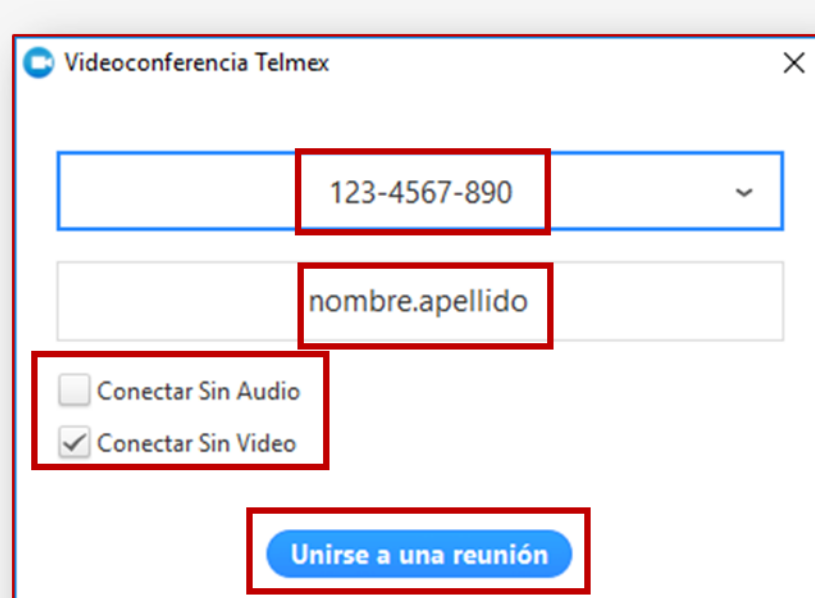 Videoconferencia Telmex
123-4567-890
nombre.apellido
Conectar Sin Audio
Conectar Sin Video
Unirse a una reunión